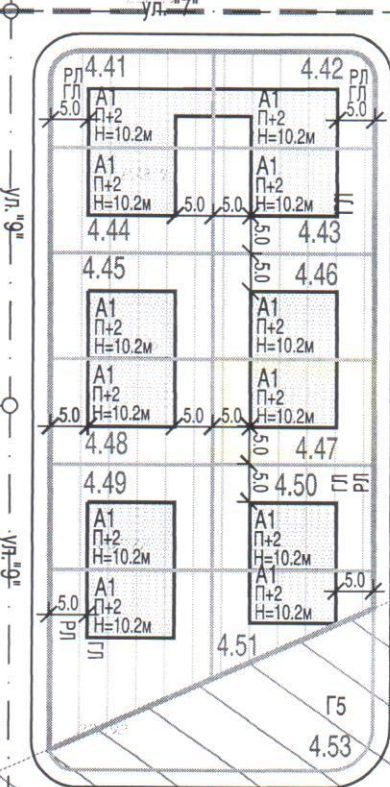 ул. "7"
РЛ 4.41 4.42 РЛ
ГЛ ГЛ
5.0 А1 А1 5.0
П+2 П+2
Н=10.2м Н=10.2м
А1 А1
П+2 П+2
Н=10.2м Н=10.2м
ГЛ
5.0 5.0
4.44 4.43
ул. "9"
5.0
4.45 4.46
5.0
А1 А1
П+2 П+2
Н=10.2м Н=10.2м
А1 А1
П+2 П+2
Н=10.2м Н=10.2м
5.0 5.0 5.0
4.48 4.47
5.0
4.49 4.50
5.0
ГЛ РЛ
А1 А1
П+2 П+2
Н=10.2м Н=10.2м
А1 А1
П+2 П+2
Н=10.2м Н=10.2м
5.0 5.0
ул. "9"
РЛ ГЛ
4.51
Г5
4.53